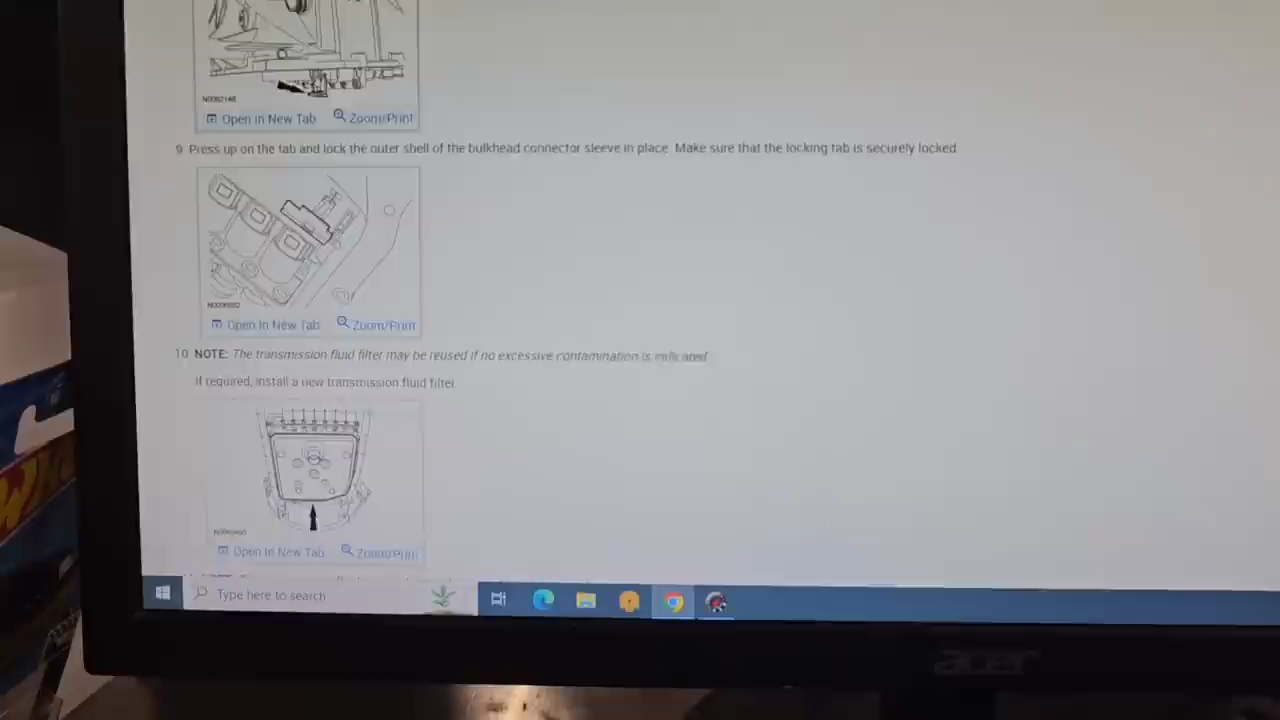 N0082148
Open in New Tab Zoom/Print
9 Press up on the tab and lock the outer shell of the bulkhead connector sleeve in place. Make sure that the locking tab is securely locked
Open In New Tab Zoom/Print
10 NOTE: The transmission fluid filter may be reused if no excessive contamination is indicated
If required, install a new transmission fluid filter
Open In New Tab Zoom/Print
Type here to search
acer